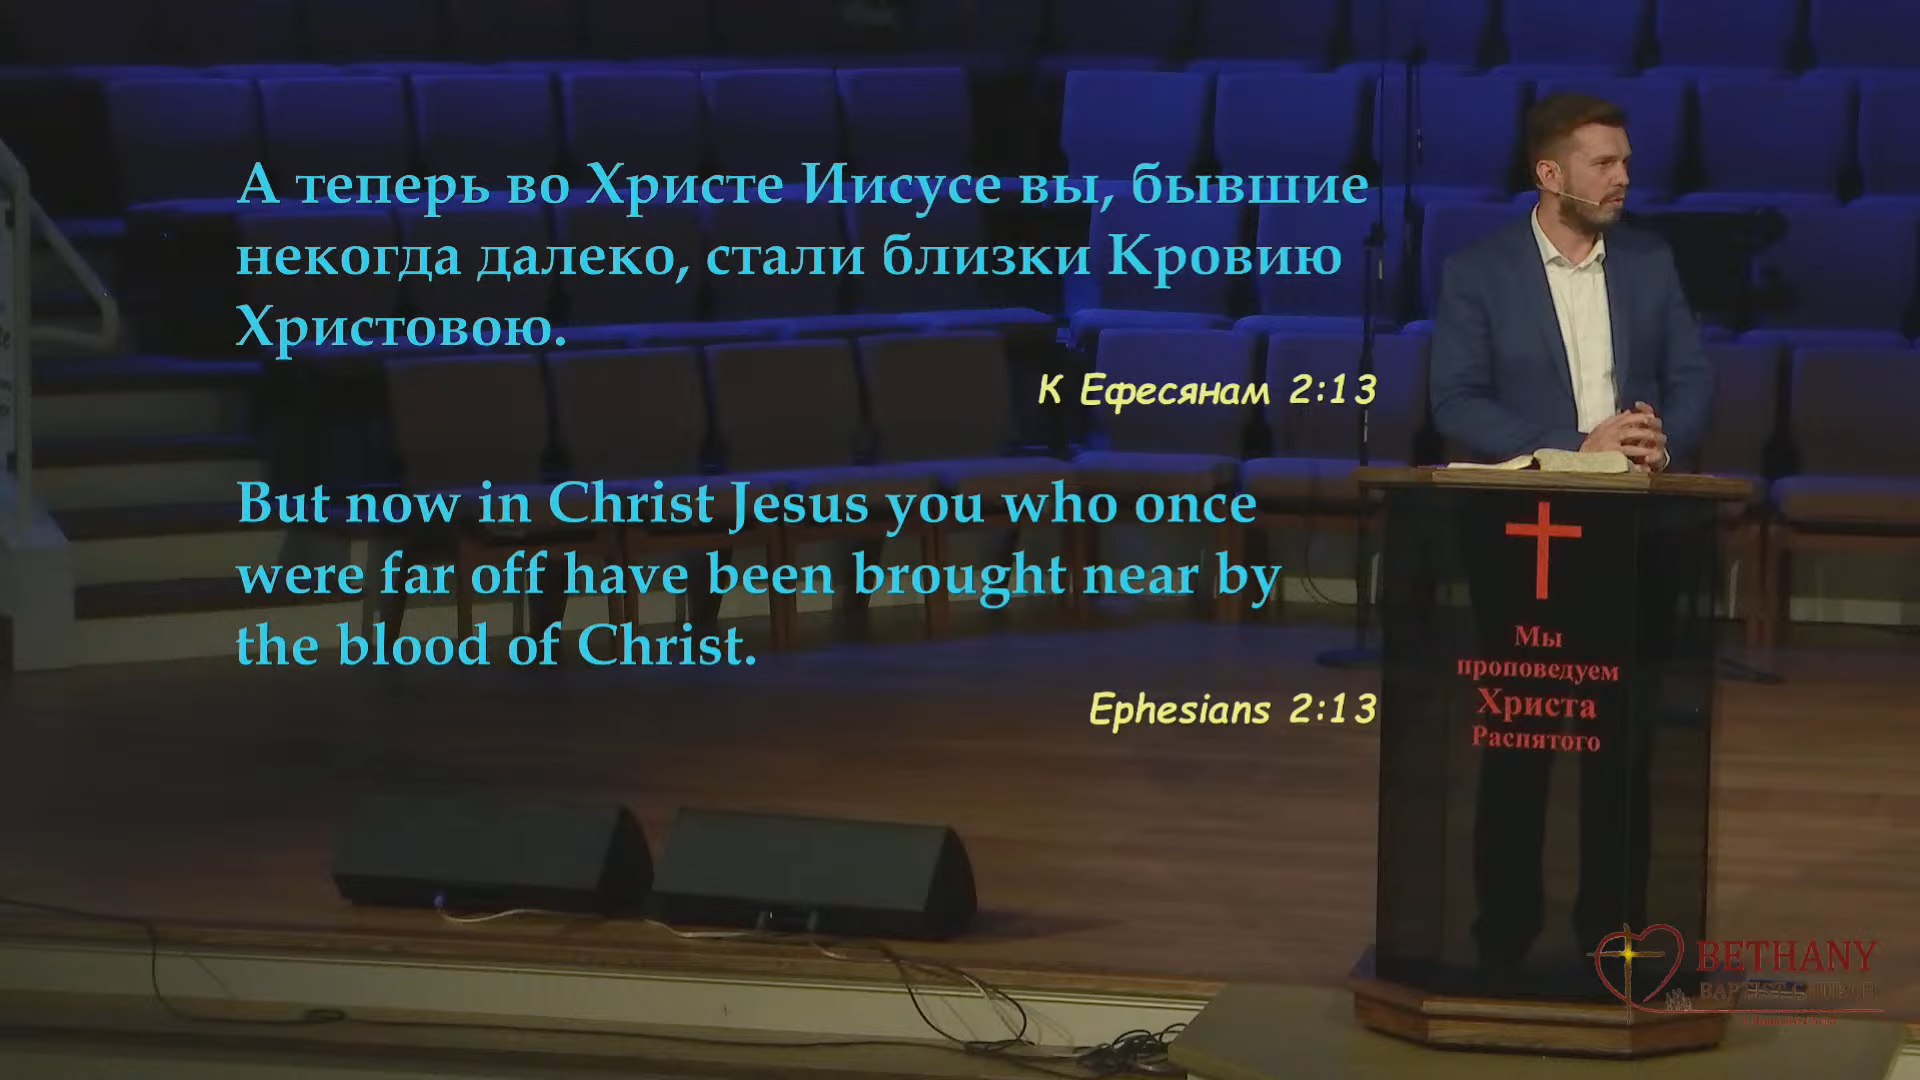 А теперь во Христе Иисусе вы, бывшие
некогда далеко, стали близки Кровию
Христовою.
К Ефесянам 2:13
But now in Christ Jesus you who once
were far off have been brought near by
the blood of Christ.
Ephesians 2:13
Мы
проповедуем
Христа
Распятого
BETHANY
BAPTIST CHURCH